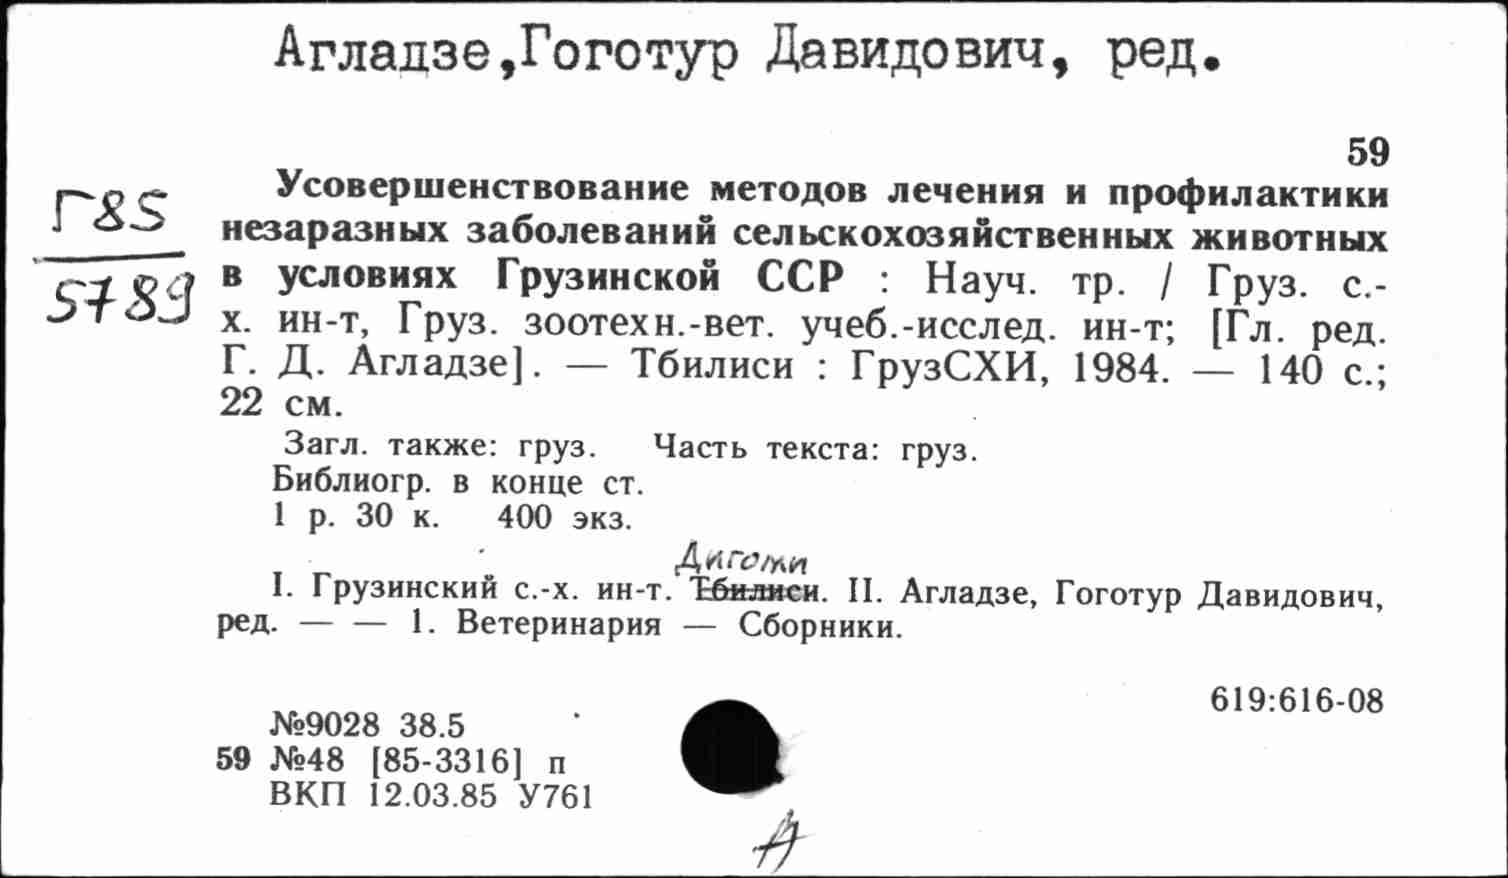 Агладзе,Гоготур Давидович, ред.
59
Г85
5789
Усовершенствование методов лечения и профилактики
незаразных заболеваний сельскохозяйственных животных
в условиях Грузинской ССР : Науч. тр. / Груз. с.-
х. ин-т, Груз. зоотехн.-вет. учеб.-исслед. ин-т; [Гл. ред.
Г. Д. Агладзе]. — Тбилиси : ГрузСХИ, 1984. — 140 с.;
22 см.
Загл. также: груз. Часть текста: груз.
Библиогр. в конце ст.
1 р. 30 к. 400 экз.
Дигоми
I. Грузинский с.-х. ин-т. Тбилиси. II. Агладзе, Гоготур Давидович,
ред. — — 1. Ветеринария — Сборники.
619:616-08
№9028 38.5
59 №48 [85-3316] п
ВКП 12.03.85 У761